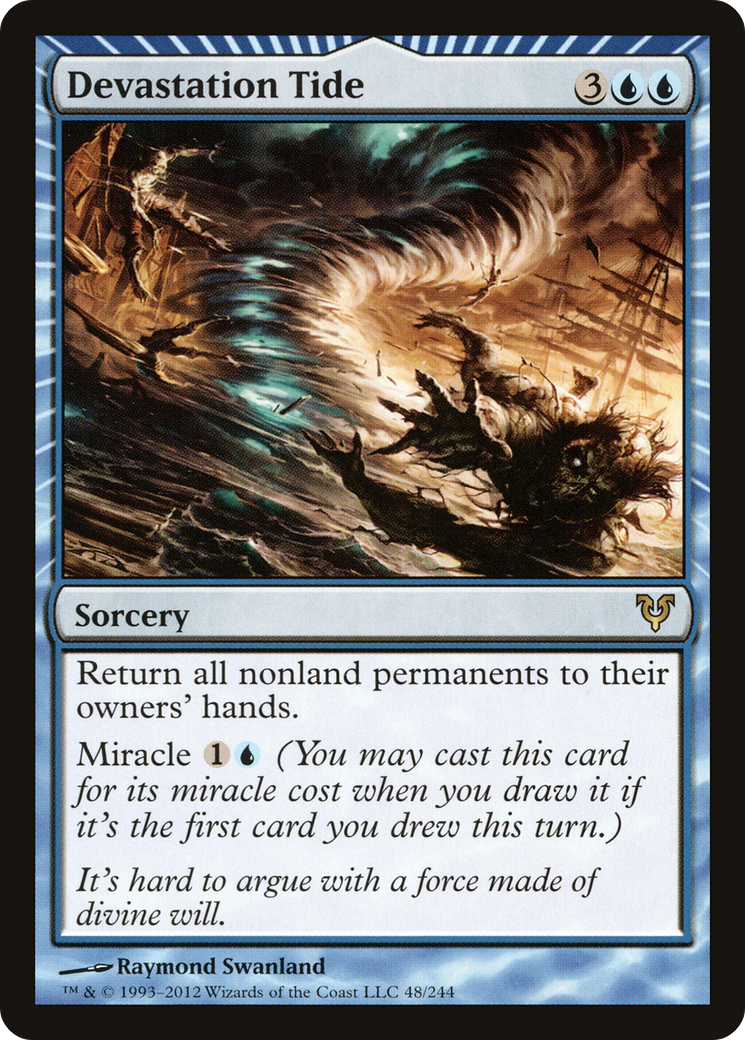 Devastation Tide 3
Sorcery
Return all nonland permanents to their
owners' hands.
Miracle 1 (You may cast this card
for its miracle cost when you draw it if
it's the first card you drew this turn.)
It's hard to argue with a force made of
divine will.
Raymond Swanland
™ & © 1993–2012 Wizards of the Coast LLC 48/244